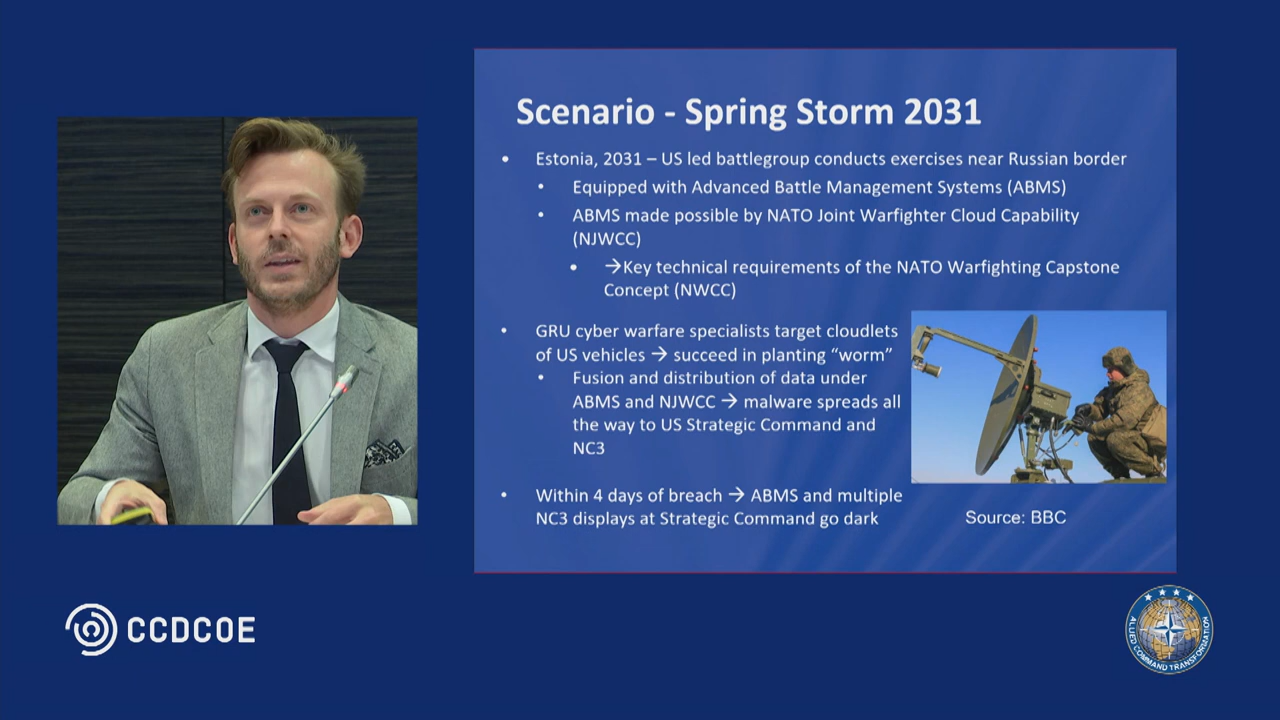 Scenario - Spring Storm 2031
• Estonia, 2031 – US led battlegroup conducts exercises near Russian border
• Equipped with Advanced Battle Management Systems (ABMS)
• ABMS made possible by NATO Joint Warfighter Cloud Capability
(NJWCC)
• →Key technical requirements of the NATO Warfighting Capstone
Concept (NWCC)
• GRU cyber warfare specialists target cloudlets
of US vehicles → succeed in planting “worm”
• Fusion and distribution of data under
ABMS and NJWCC → malware spreads all
the way to US Strategic Command and
NC3
• Within 4 days of breach → ABMS and multiple
NC3 displays at Strategic Command go dark
Source: BBC
CCDCOE
ALLIED COMMAND TRANSFORMATION